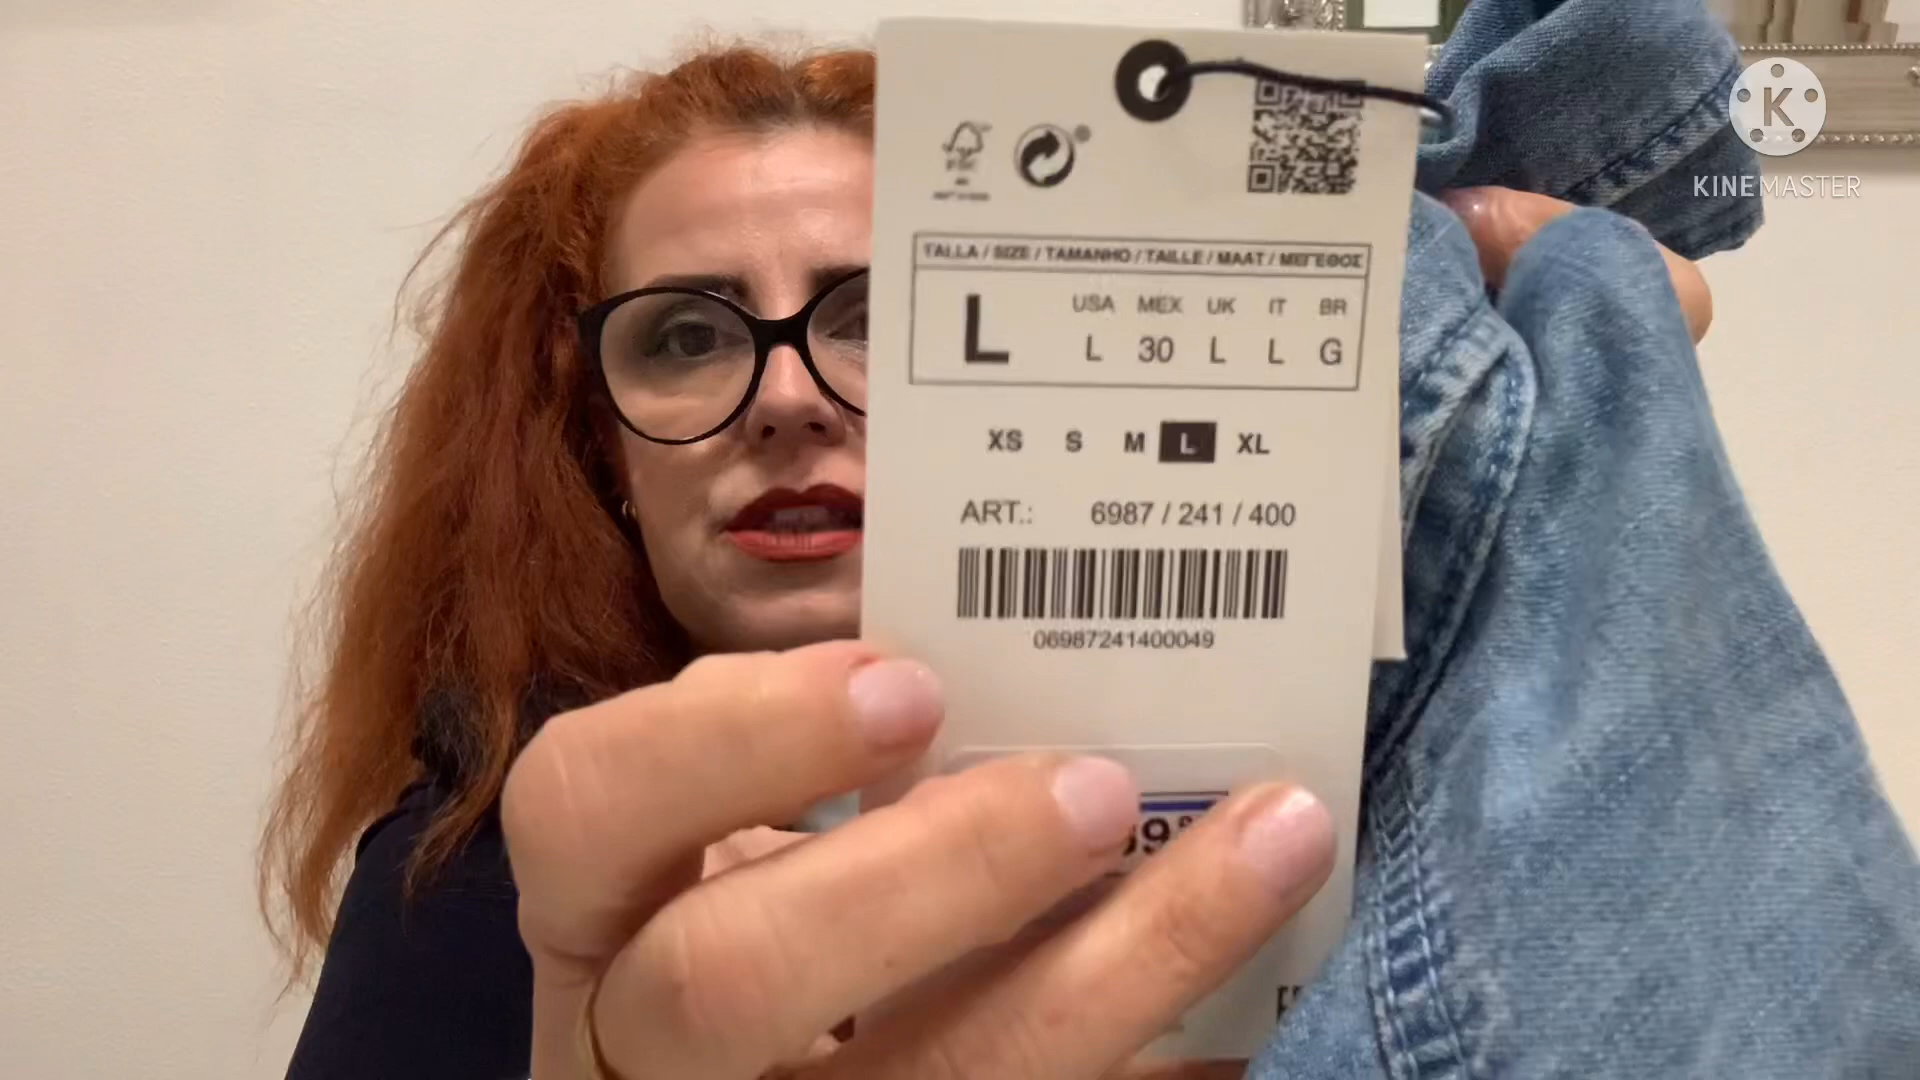 K
KINEMASTER
TALLA / SIZE / TAMANHO / TAILLE / MAAT / ΜΕΓΕΘΟΣ
USA MEX UK IT BR
L L 30 L L G
XS S M L XL
ART.: 6987 / 241 / 400
06987241400049